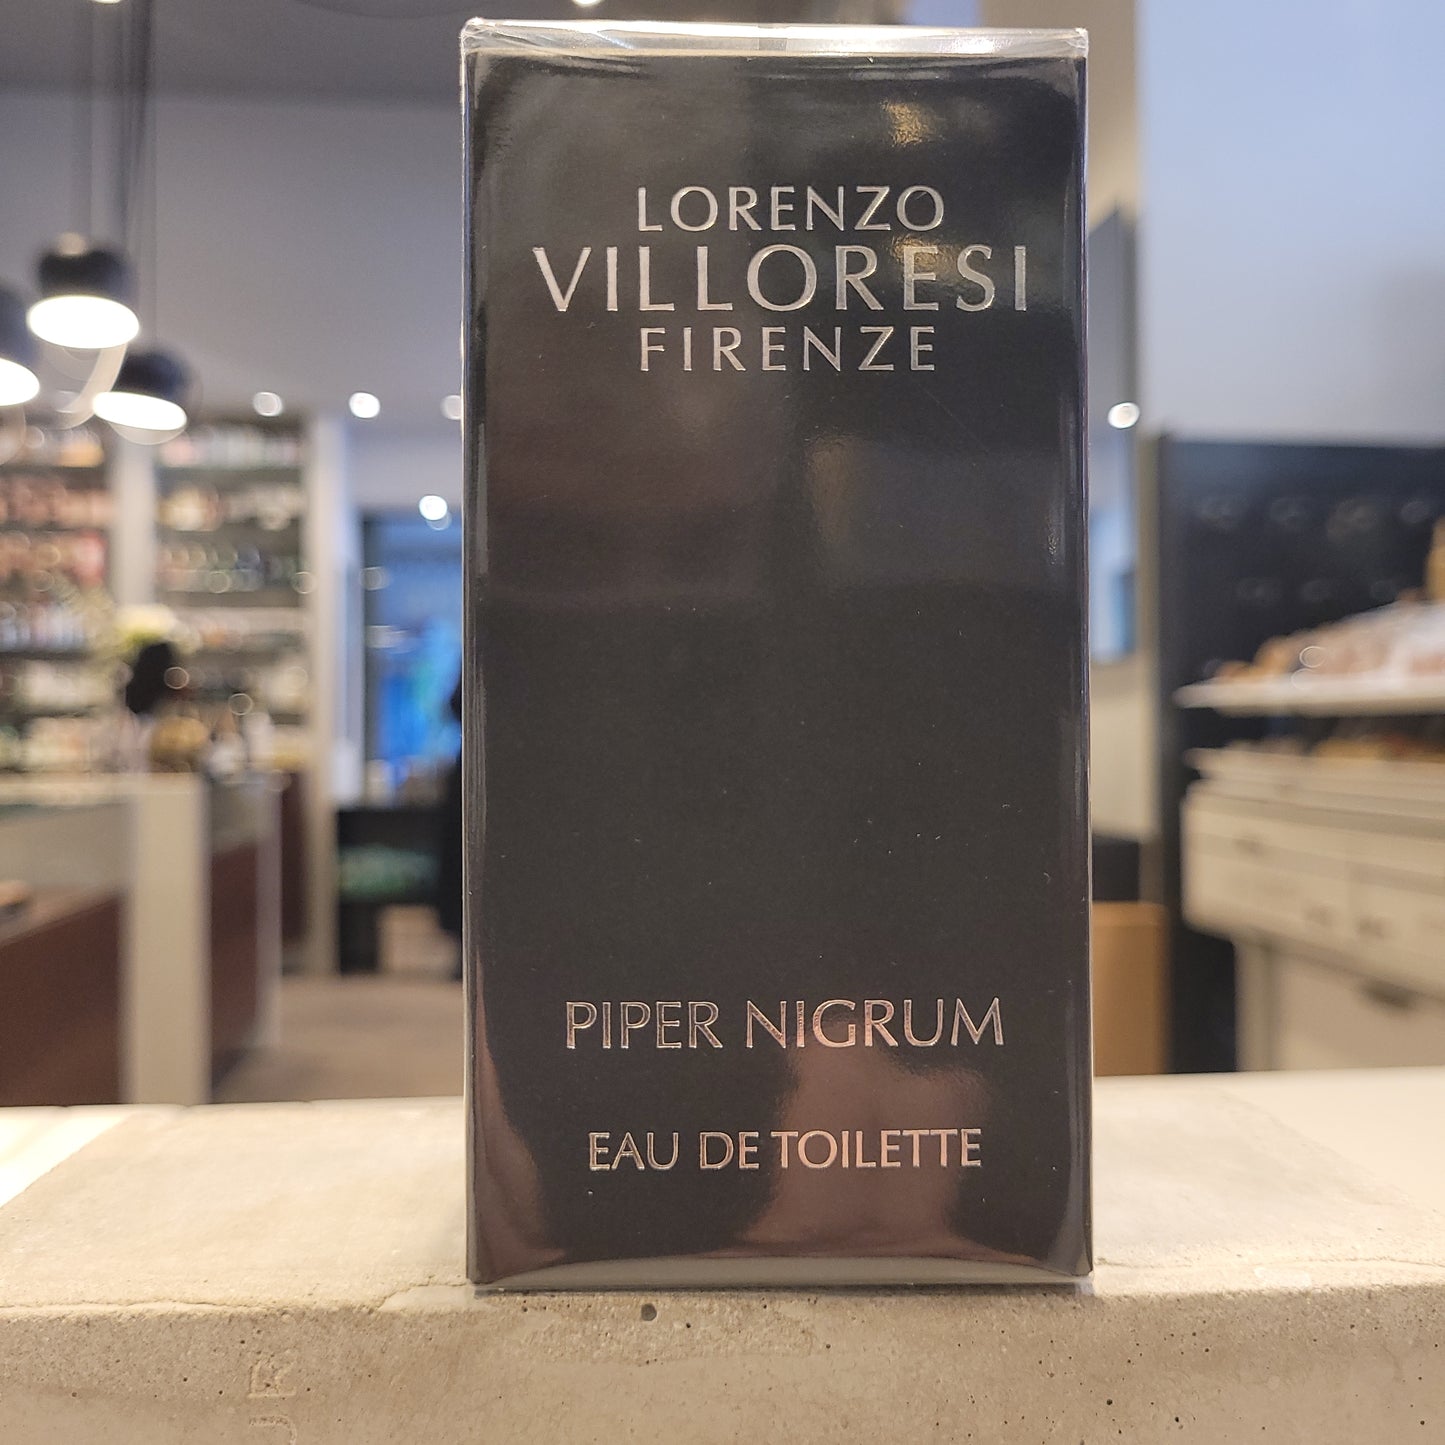 LORENZO
VILLORESI
FIRENZE
PIPER NIGRUM
EAU DE TOILETTE